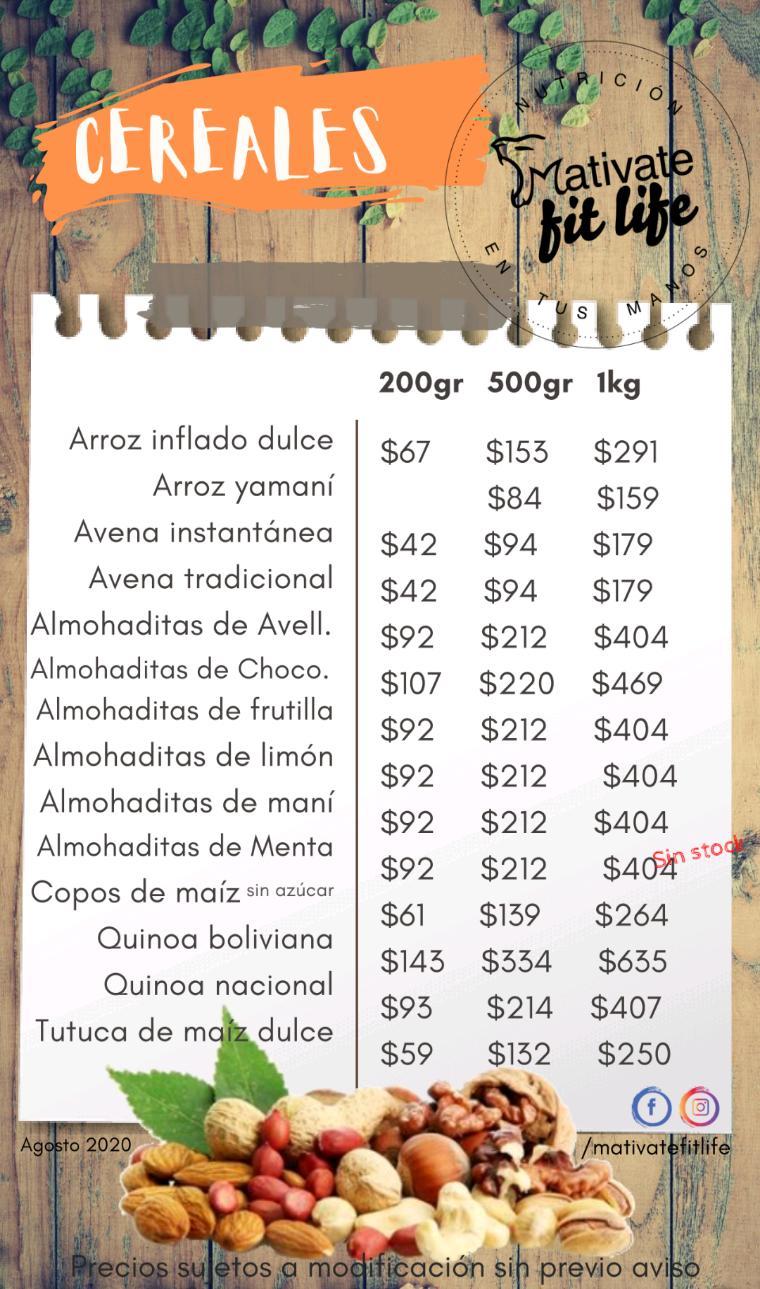 CEREALES
NUTRICIÓN
Mativate
fit life
EN TUS MANOS
200gr 500gr 1kg
Arroz inflado dulce $67 $153 $291
Arroz yamaní $84 $159
Avena instantánea $42 $94 $179
Avena tradicional $42 $94 $179
Almohaditas de Avell. $92 $212 $404
Almohaditas de Choco. $107 $220 $469
Almohaditas de frutilla $92 $212 $404
Almohaditas de limón $92 $212 $404
Almohaditas de maní $92 $212 $404
Almohaditas de Menta $92 $212 $404 Sin stock
Copos de maíz sin azúcar $61 $139 $264
Quinoa boliviana $143 $334 $635
Quinoa nacional $93 $214 $407
Tutuca de maíz dulce $59 $132 $250
Agosto 2020 /mativatefitlife
Precios sujetos a modificación sin previo aviso